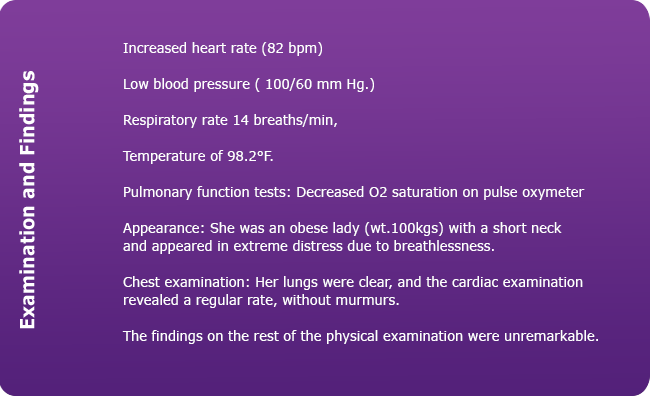 Examination and Findings
Increased heart rate (82 bpm)
Low blood pressure ( 100/60 mm Hg.)
Respiratory rate 14 breaths/min,
Temperature of 98.2°F.
Pulmonary function tests: Decreased O2 saturation on pulse oxymeter
Appearance: She was an obese lady (wt.100kgs) with a short neck
and appeared in extreme distress due to breathlessness.
Chest examination: Her lungs were clear, and the cardiac examination
revealed a regular rate, without murmurs.
The findings on the rest of the physical examination were unremarkable.